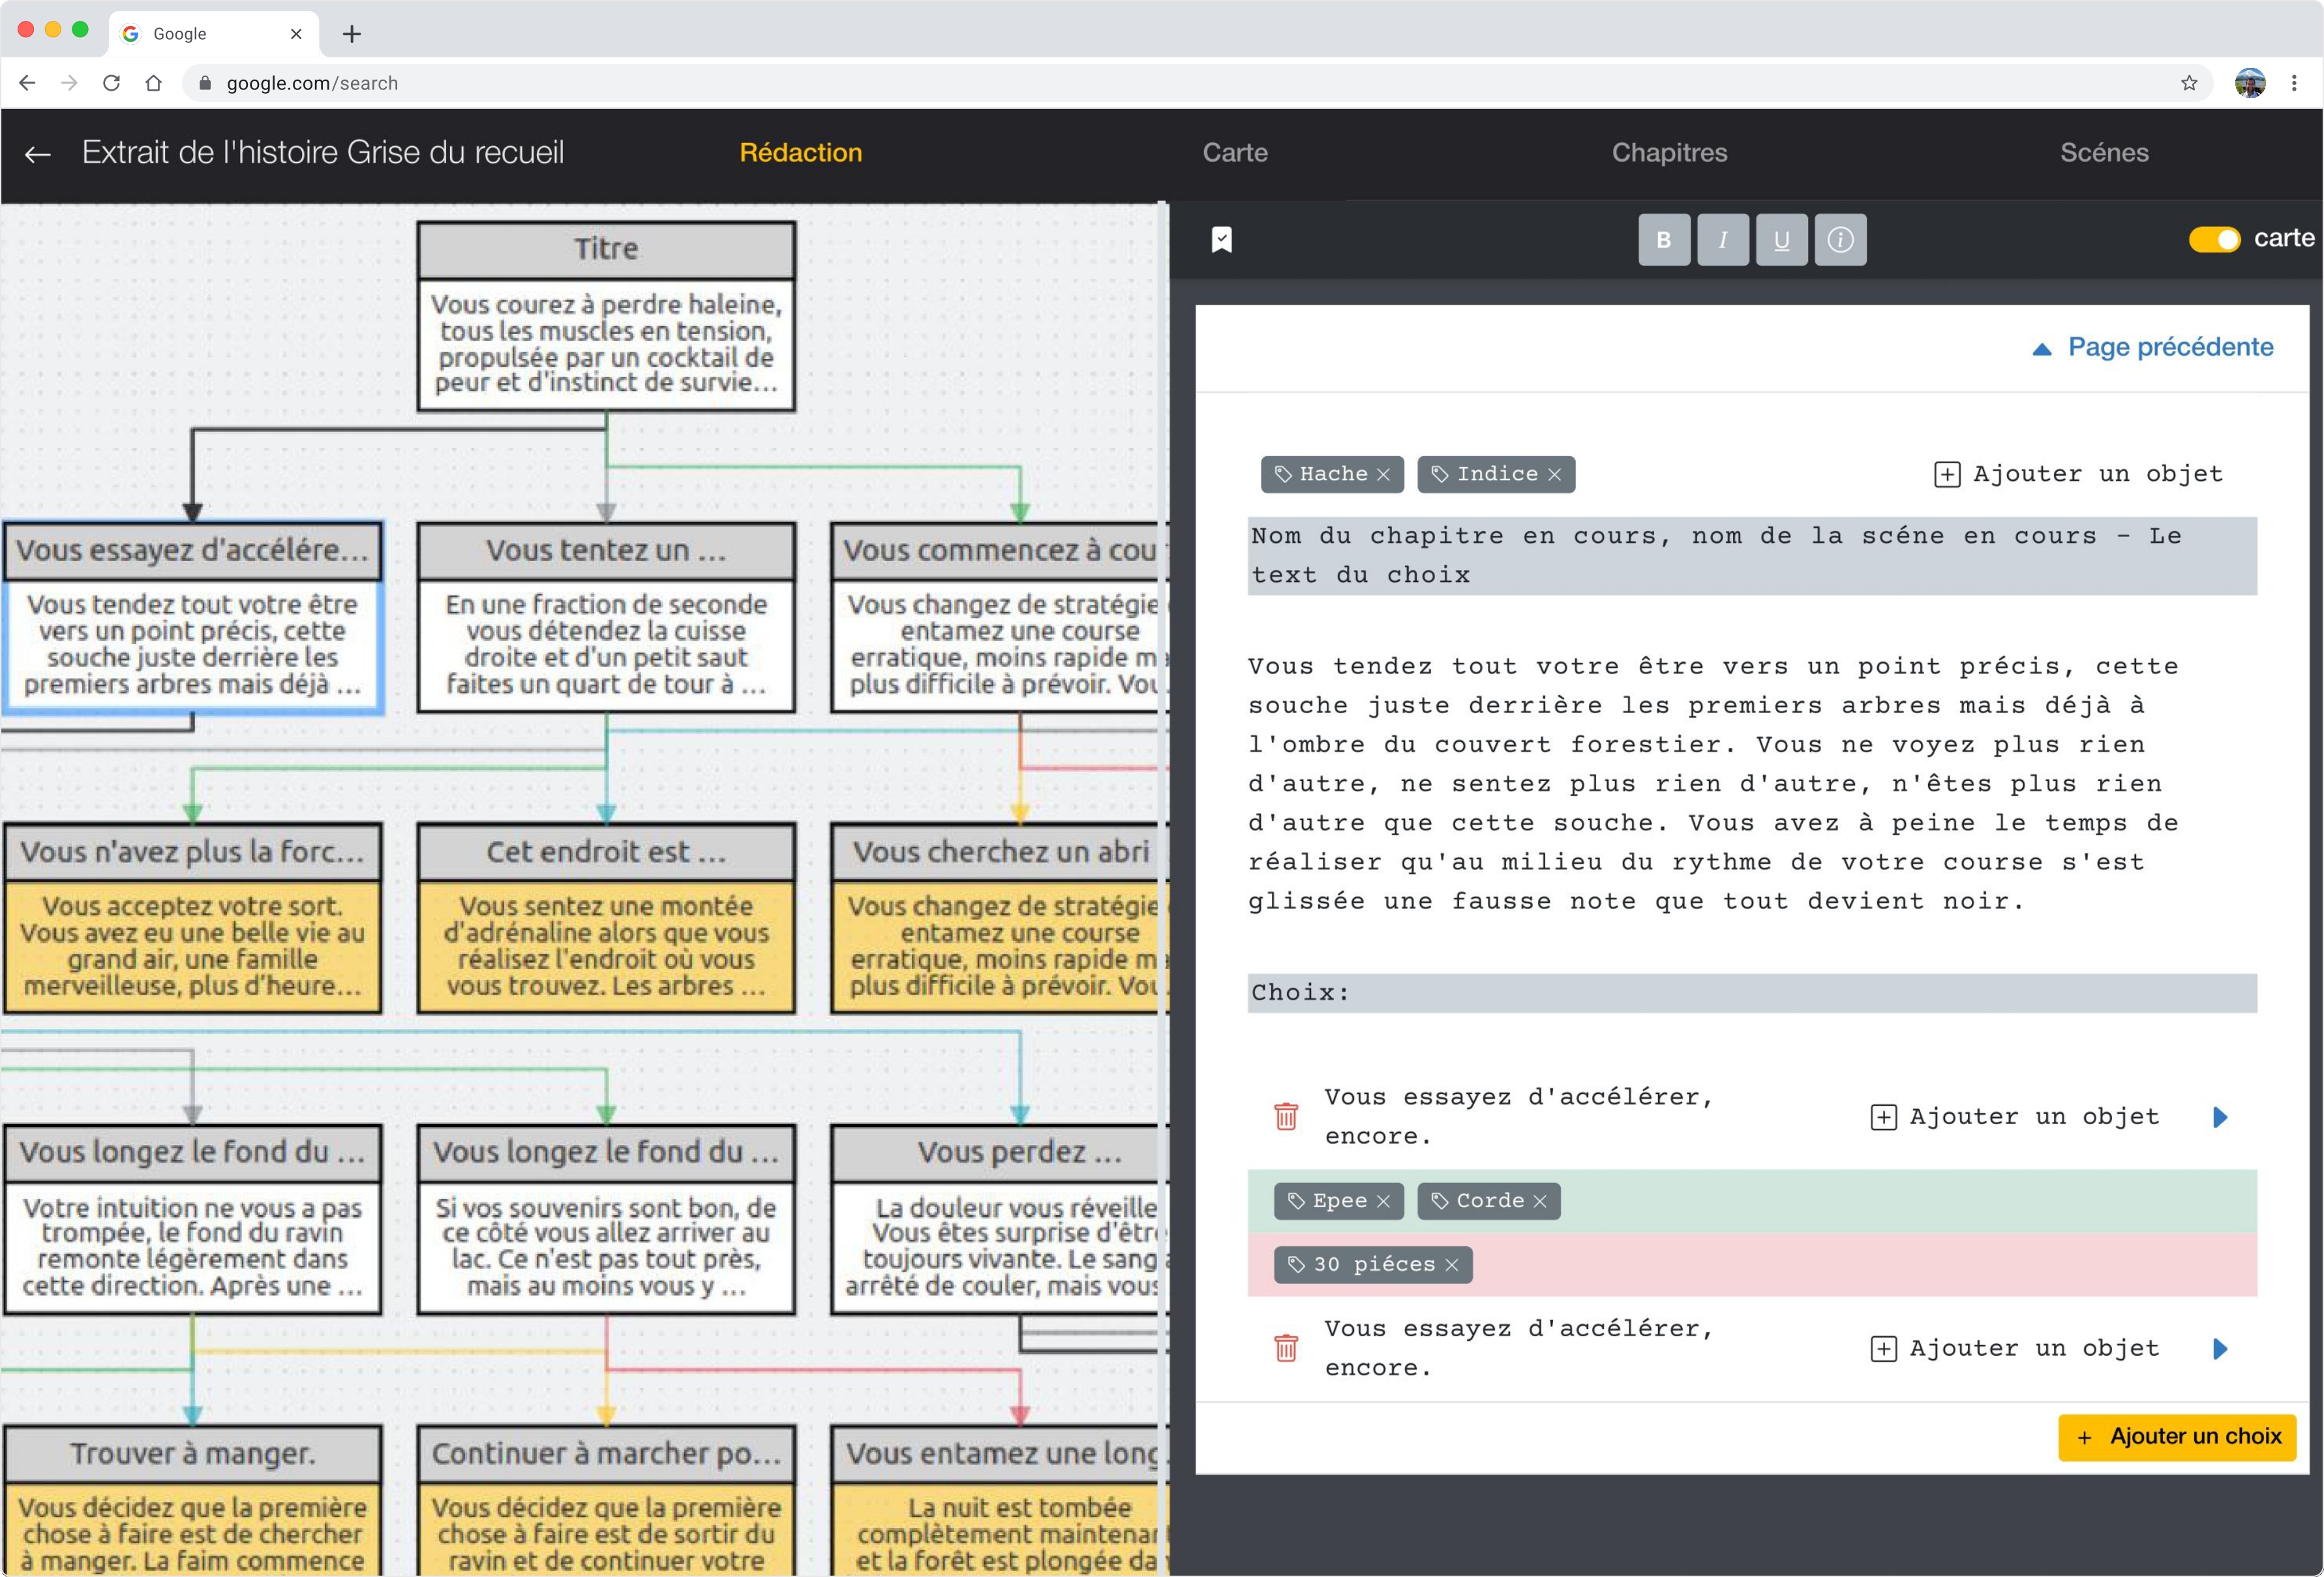 Google
google.com/search
Extrait de l'histoire Grise du recueil
Rédaction
Carte
Chapitres
Scénes
Titre
Vous courez à perdre haleine,
tous les muscles en tension,
propulsée par un cocktail de
peur et d'instinct de survie...
Vous essayez d'accélére...
Vous tendez tout votre être
vers un point précis, cette
souche juste derrière les
premiers arbres mais déjà ...
Vous tentez un ...
En une fraction de seconde
vous détendez la cuisse
droite et d'un petit saut
faites un quart de tour à ...
Vous commencez à cou
Vous changez de stratégie
entamez une course
erratique, moins rapide ma
plus difficile à prévoir. Vou
Vous n'avez plus la forc...
Vous acceptez votre sort.
Vous avez eu une belle vie au
grand air, une famille
merveilleuse, plus d'heure...
Cet endroit est ...
Vous sentez une montée
d'adrénaline alors que vous
réalisez l'endroit où vous
vous trouvez. Les arbres ...
Vous cherchez un abri
Vous changez de stratégie
entamez une course
erratique, moins rapide ma
plus difficile à prévoir. Vou
Vous longez le fond du ...
Votre intuition ne vous a pas
trompée, le fond du ravin
remonte légèrement dans
cette direction. Après une ...
Vous longez le fond du ...
Si vos souvenirs sont bon, de
ce côté vous allez arriver au
lac. Ce n'est pas tout près,
mais au moins vous y ...
Vous perdez ...
La douleur vous réveille
Vous êtes surprise d'être
toujours vivante. Le sang a
arrêté de couler, mais vous
Trouver à manger.
Vous décidez que la première
chose à faire est de chercher
à manger. La faim commence
Continuer à marcher po...
Vous décidez que la première
chose à faire est de sortir du
ravin et de continuer votre
Vous entamez une long
La nuit est tombée
complètement maintenan
et la forêt est plongée da
B I U i
carte
Page précédente
Hache
Indice
Ajouter un objet
Nom du chapitre en cours, nom de la scéne en cours - Le
text du choix
Vous tendez tout votre être vers un point précis, cette
souche juste derrière les premiers arbres mais déjà à
l'ombre du couvert forestier. Vous ne voyez plus rien
d'autre, ne sentez plus rien d'autre, n'êtes plus rien
d'autre que cette souche. Vous avez à peine le temps de
réaliser qu'au milieu du rythme de votre course s'est
glissée une fausse note que tout devient noir.
Choix:
Vous essayez d'accélérer,
encore.
Ajouter un objet
Epee
Corde
30 piéces
Vous essayez d'accélérer,
encore.
Ajouter un objet
+ Ajouter un choix